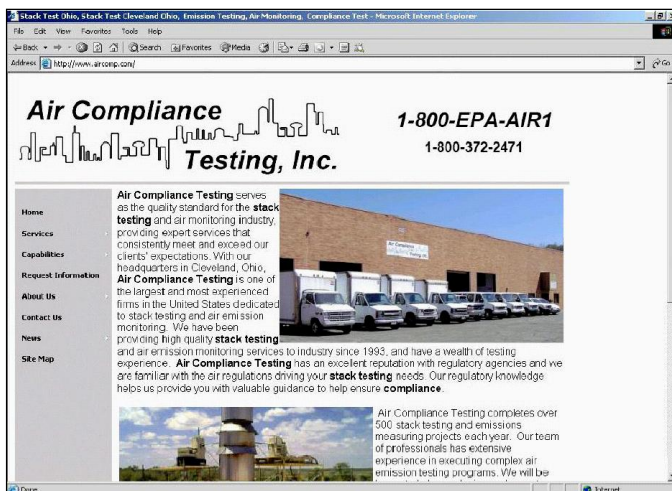 Stack Test Ohio, Stack Test Cleveland Ohio, Emission Testing, Air Monitoring, Compliance Test - Microsoft Internet Explorer
File Edit View Favorites Tools Help
Back Search Favorites Media
Address http://www.aircomp.com/ Go
Air Compliance
Testing, Inc.
1-800-EPA-AIR1
1-800-372-2471
Home
Services
Capabilities
Request Information
About Us
Contact Us
News
Site Map
Air Compliance Testing serves
as the quality standard for the stack
testing and air monitoring industry,
providing expert services that
consistently meet and exceed our
clients' expectations. With our
headquarters in Cleveland, Ohio,
Air Compliance Testing is one of
the largest and most experienced
firms in the United States dedicated
to stack testing and air emission
monitoring. We have been
providing high quality stack testing
and air emission monitoring services to industry since 1993, and have a wealth of testing
experience. Air Compliance Testing has an excellent reputation with regulatory agencies and we
are familiar with the air regulations driving your stack testing needs. Our regulatory knowledge
helps us provide you with valuable guidance to help ensure compliance.
Air Compliance
Testing, Inc.
Air Compliance Testing completes over
500 stack testing and emissions
measuring projects each year. Our team
of professionals has extensive
experience in executing complex air
emission testing programs. We will be
Done Internet